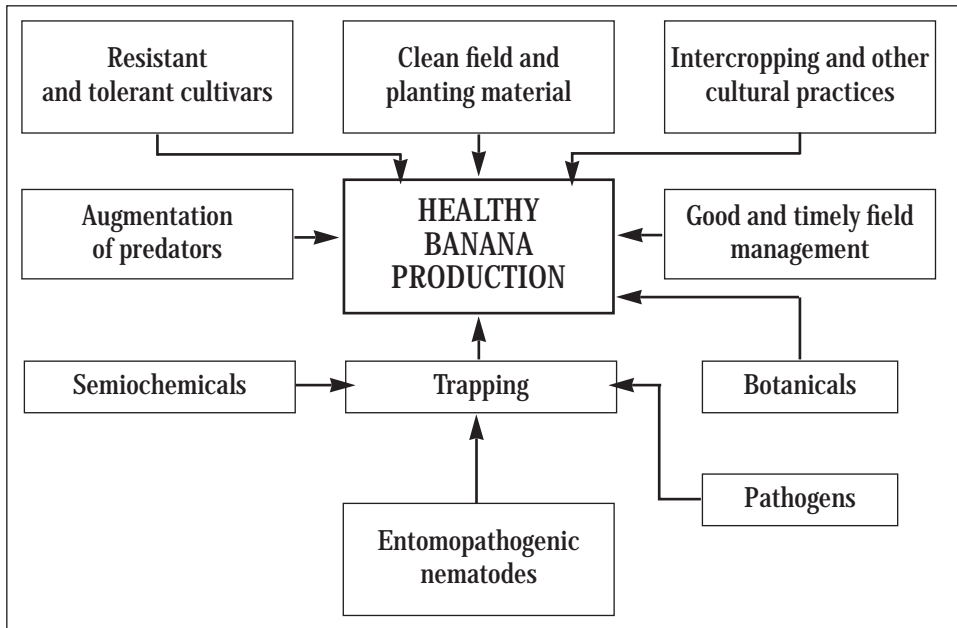 Resistant
and tolerant cultivars
Clean field and
planting material
Intercropping and other
cultural practices
Augmentation
of predators
HEALTHY
BANANA
PRODUCTION
Good and timely field
management
Semiochemicals
Trapping
Botanicals
Pathogens
Entomopathogenic
nematodes